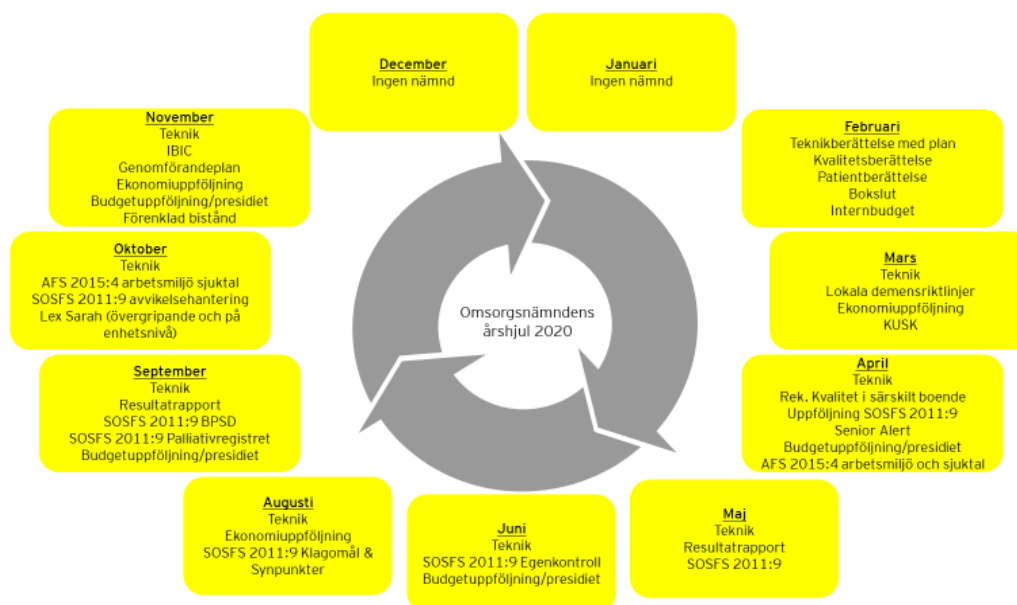 December
Ingen nämnd
Januari
Ingen nämnd
Februari
Teknikberättelse med plan
Kvalitetsberättelse
Patientberättelse
Bokslut
Internbudget
Mars
Teknik
Lokala demensriktlinjer
Ekonomiuppföljning
KUSK
April
Teknik
Rek. Kvalitet i särskilt boende
Uppföljning SOSFS 2011:9
Senior Alert
Budgetuppföljning/presidiet
AFS 2015:4 arbetsmiljö och sjuktal
Maj
Teknik
Resultatrapport
SOSFS 2011:9
Juni
Teknik
SOSFS 2011:9 Egenkontroll
Budgetuppföljning/presidiet
Augusti
Teknik
Ekonomiuppföljning
SOSFS 2011:9 Klagomål &
Synpunkter
September
Teknik
Resultatrapport
SOSFS 2011:9 BPSD
SOSFS 2011:9 Palliativregistret
Budgetuppföljning/presidiet
Oktober
Teknik
AFS 2015:4 arbetsmiljö sjuktal
SOSFS 2011:9 avvikelsehantering
Lex Sarah (övergripande och på
enhetsnivå)
November
Teknik
IBIC
Genomförandeplan
Ekonomiuppföljning
Budgetuppföljning/presidiet
Förenklad bistånd
Omsorgsnämndens
årshjul 2020